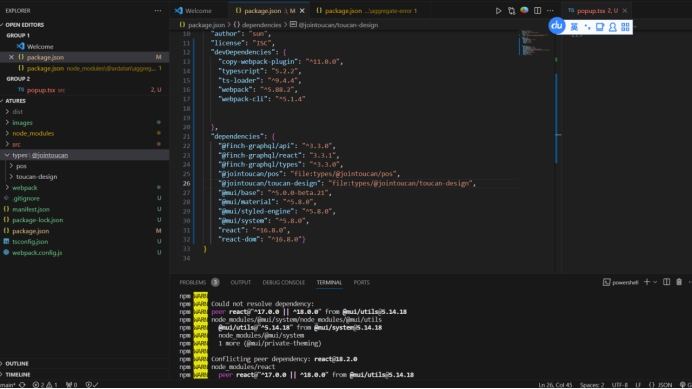 EXPLORER
OPEN EDITORS
GROUP 1
Welcome
package.json M
package.json node_modules\@ardatan\aggreg...
GROUP 2
popup.tsx src 2, U
ATURES
dist
images
node_modules
src
types \ @jointoucan
pos
toucan-design
webpack
.gitignore U
manifest.json U
package-lock.json U
package.json M
tsconfig.json U
webpack.config.js U
OUTLINE
TIMELINE
Welcome
package.json 3, M
package.json ...\aggregate-error 1
popup.tsx 2, U
英
package.json > {} dependencies > @jointoucan/toucan-design
10 "author": "sun",
11 "license": "ISC",
12 "devDependencies": {
13 "copy-webpack-plugin": "^11.0.0",
14 "typescript": "5.2.2",
15 "ts-loader": "^9.4.4",
16 "webpack": "^5.88.2",
17 "webpack-cli": "^5.1.4"
18
19
20 },
21 "dependencies": {
22 "@finch-graphql/api": "^3.3.0",
23 "@finch-graphql/react": "3.3.1",
24 "@finch-graphql/types": "^3.3.0",
25 "@jointoucan/pos": "file:types/@jointoucan/pos",
26 "@jointoucan/toucan-design": "file:types/@jointoucan/toucan-design",
27 "@mui/base": "^5.0.0-beta.21",
28 "@mui/material": "^5.8.0",
29 "@mui/styled-engine": "^5.8.0",
30 "@mui/system": "^5.8.0",
31 "react": "^16.8.0",
32 "react-dom": "^16.8.0"}
33 }
34
PROBLEMS 3 OUTPUT DEBUG CONSOLE TERMINAL PORTS
powershell
npm WARN
npm WARN Could not resolve dependency:
npm WARN peer react@"^17.0.0 || ^18.0.0" from @mui/utils@5.14.18
npm WARN node_modules/@mui/system/node_modules/@mui/utils
npm WARN @mui/utils@"^5.14.18" from @mui/system@5.14.18
npm WARN node_modules/@mui/system
npm WARN 1 more (@mui/private-theming)
npm WARN
npm WARN Conflicting peer dependency: react@18.2.0
npm WARN node_modules/react
npm WARN peer react@"^17.0.0 || ^18.0.0" from @mui/utils@5.14.18
main* 2 1 0 Ln 26, Col 45 Spaces: 2 UTF-8 LF {} JSON